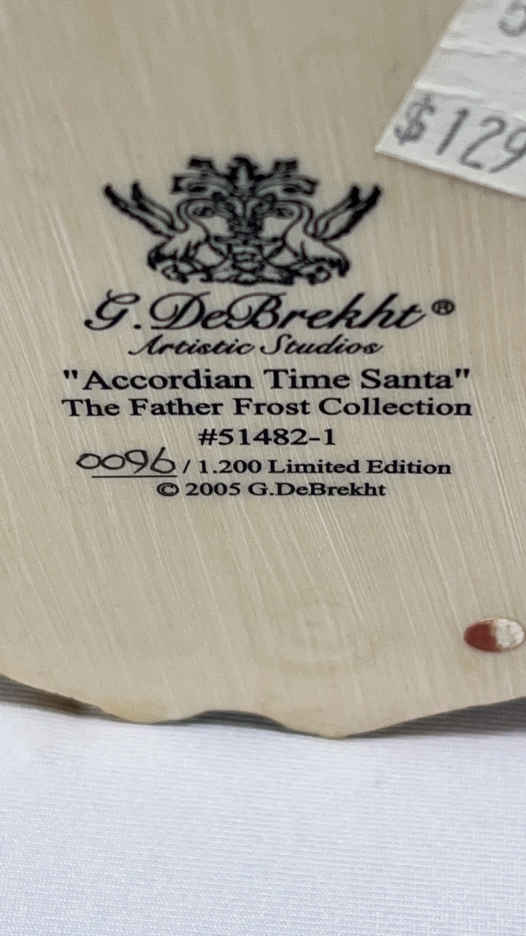 $129
G. DeBrekht®
Artistic Studios
"Accordian Time Santa"
The Father Frost Collection
#51482-1
0096 / 1.200 Limited Edition
© 2005 G.DeBrekht